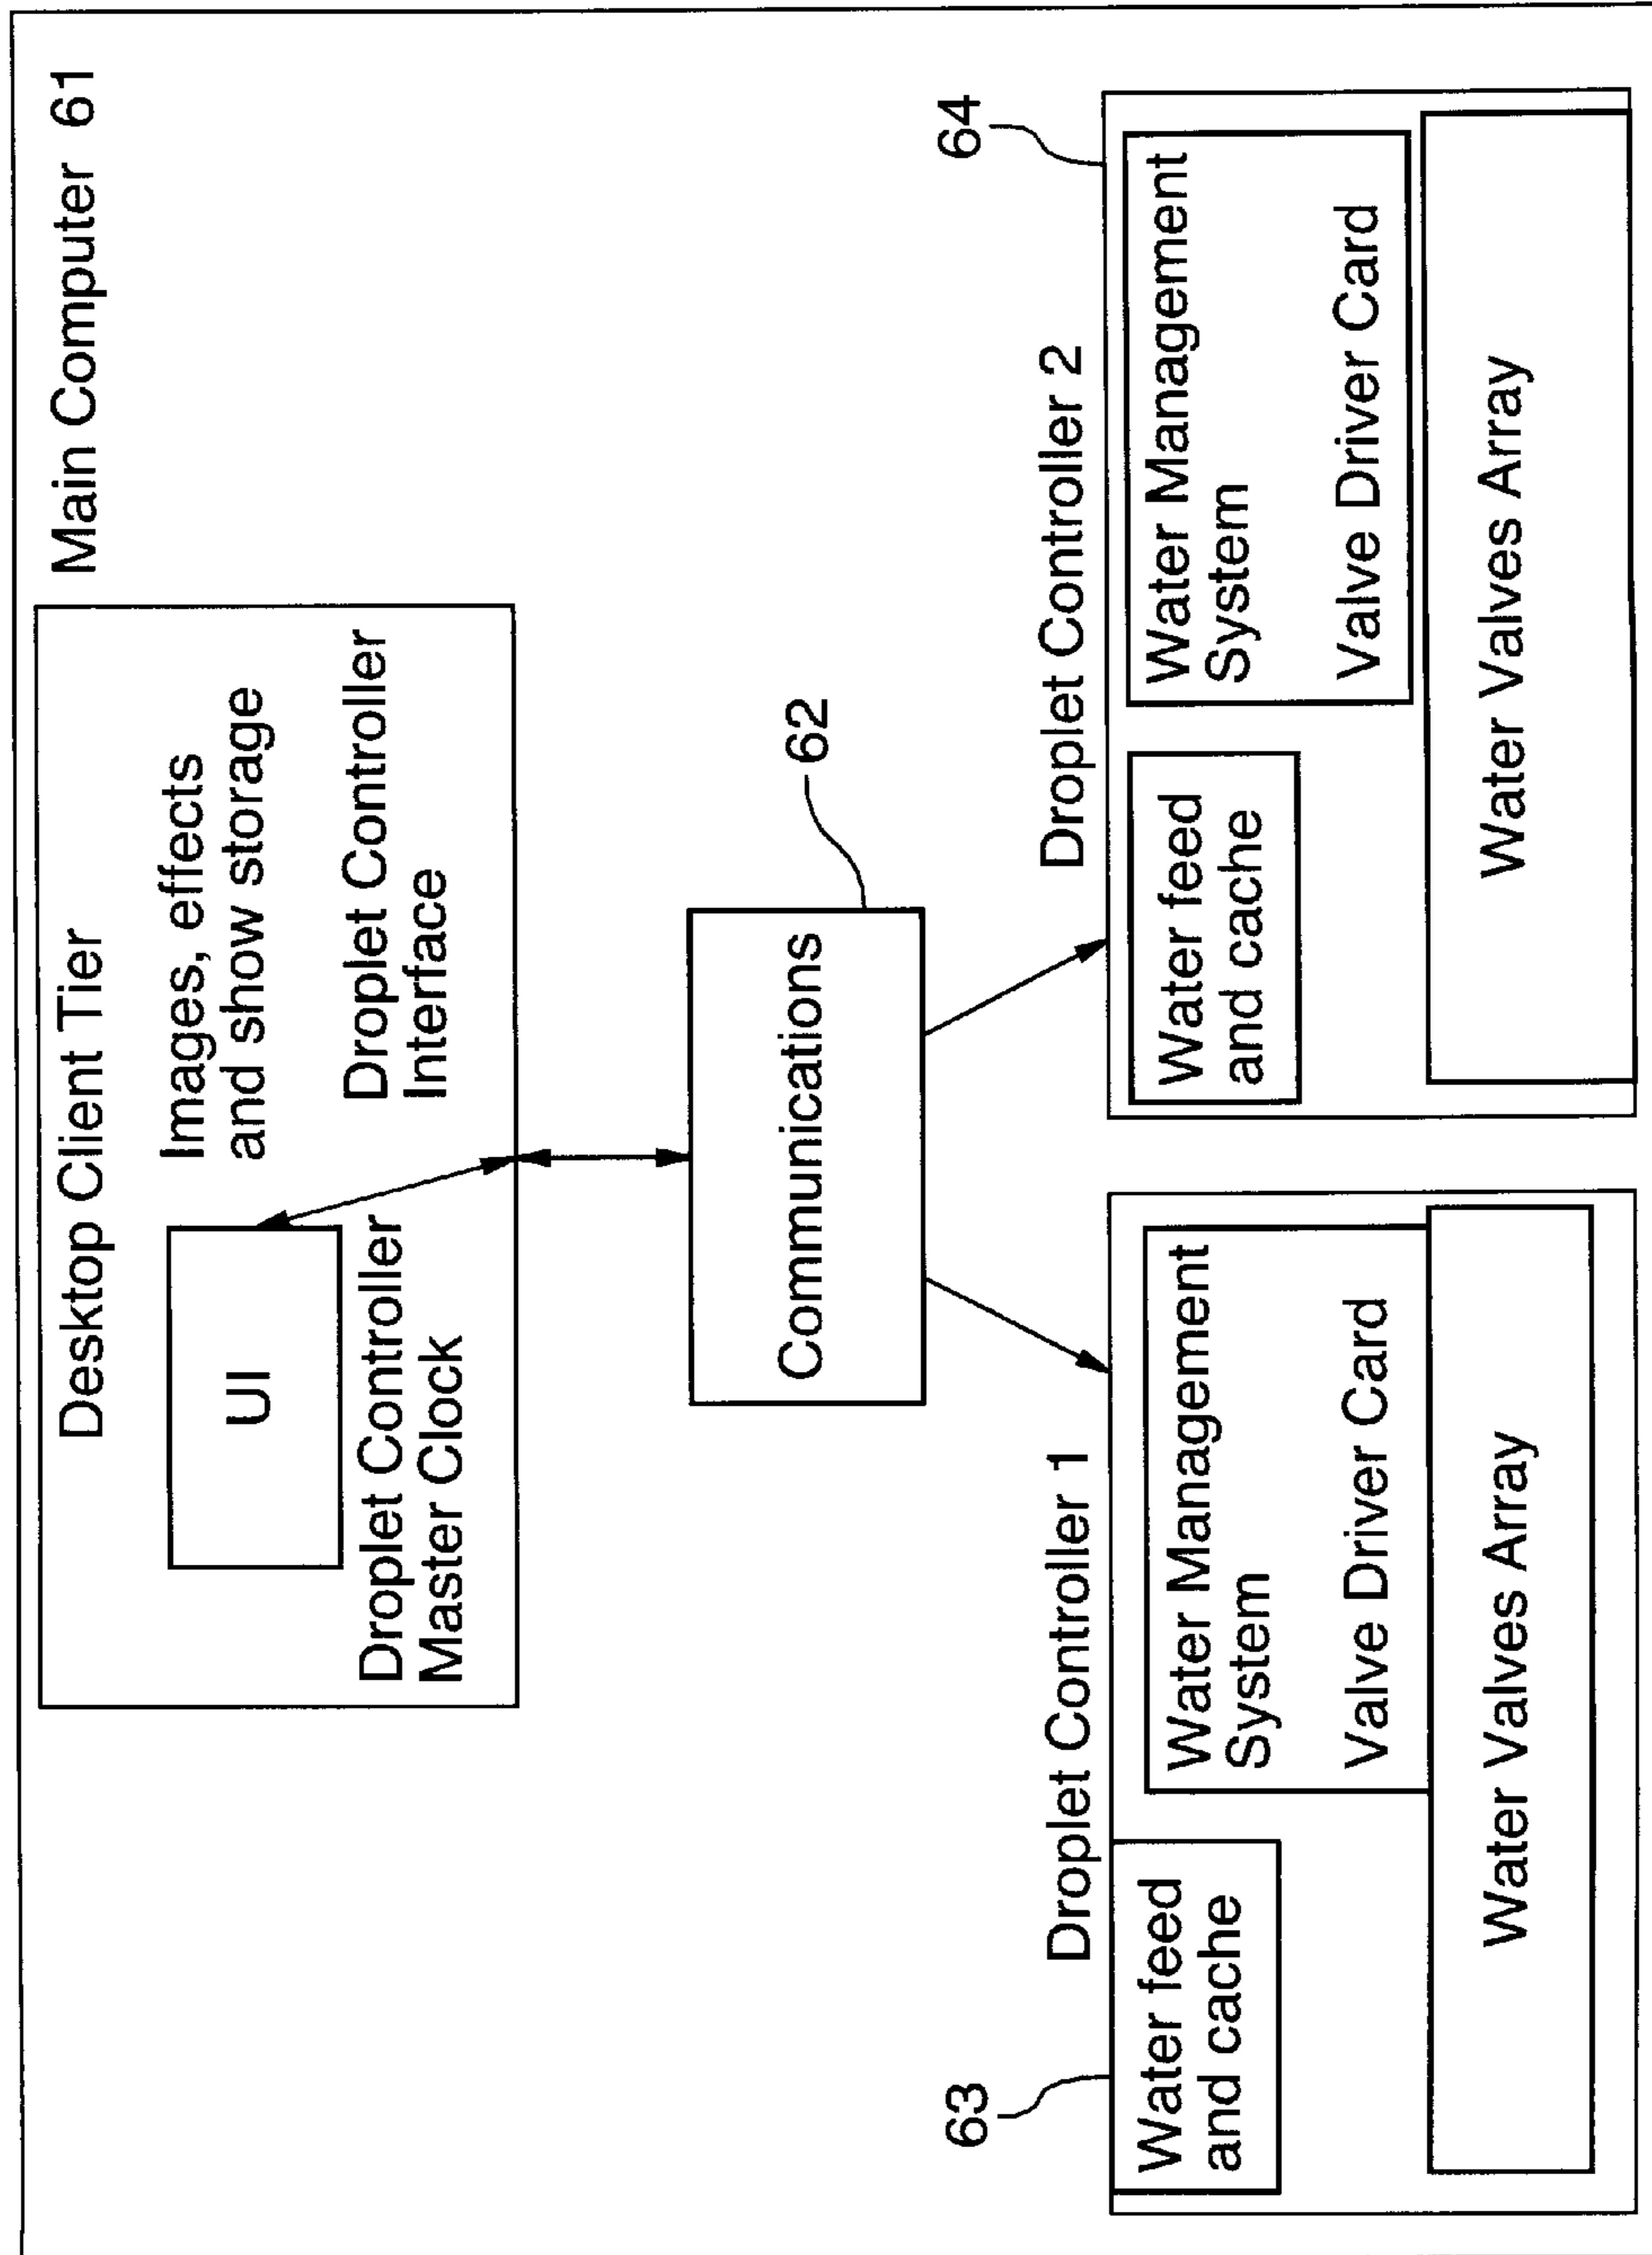 Main Computer 61
Desktop Client Tier
UI
Images, effects
and show storage
Droplet Controller
Master Clock
Droplet Controller
Interface
Communications
62
Droplet Controller 1
63
Water feed
and cache
Water Management
System
Valve Driver Card
Water Valves Array
Droplet Controller 2
64
Water feed
and cache
Water Management
System
Valve Driver Card
Water Valves Array